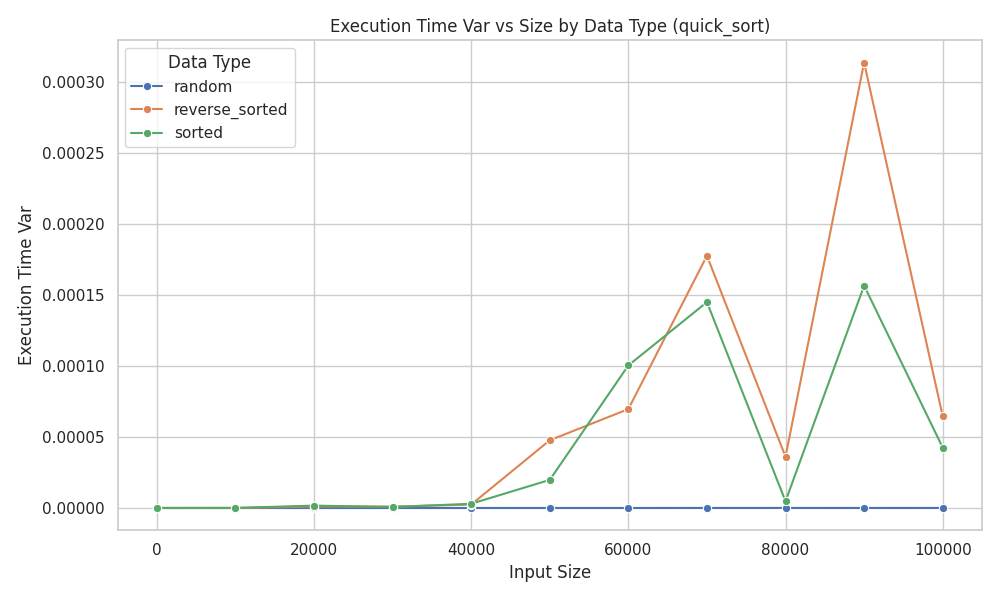 Execution Time Var vs Size by Data Type (quick_sort)
Data Type
random
reverse_sorted
sorted
0.00030
0.00025
0.00020
0.00015
0.00010
0.00005
0.00000
Execution Time Var
0 20000 40000 60000 80000 100000
Input Size